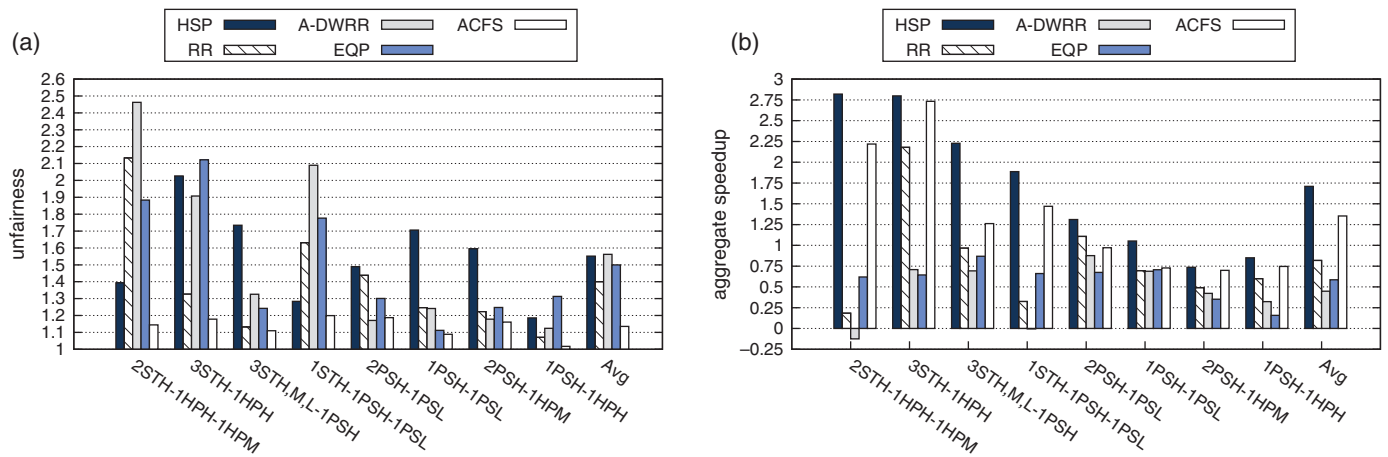 (a)
HSP A-DWRR ACFS
RR EQP
unfairness
2.6
2.5
2.4
2.3
2.2
2.1
2
1.9
1.8
1.7
1.6
1.5
1.4
1.3
1.2
1.1
1
2STH-1HPH-1HPM
3STH-1HPH
3STH,M,L-1PSH
1STH-1PSH-1PSL
2PSH-1PSL
1PSH-1PSL
2PSH-1HPM
1PSH-1HPH
Avg
(b)
HSP A-DWRR ACFS
RR EQP
aggregate speedup
3
2.75
2.5
2.25
2
1.75
1.5
1.25
1
0.75
0.5
0.25
0
−0.25
2STH-1HPH-1HPM
3STH-1HPH
3STH,M,L-1PSH
1STH-1PSH-1PSL
2PSH-1PSL
1PSH-1PSL
2PSH-1HPM
1PSH-1HPH
Avg